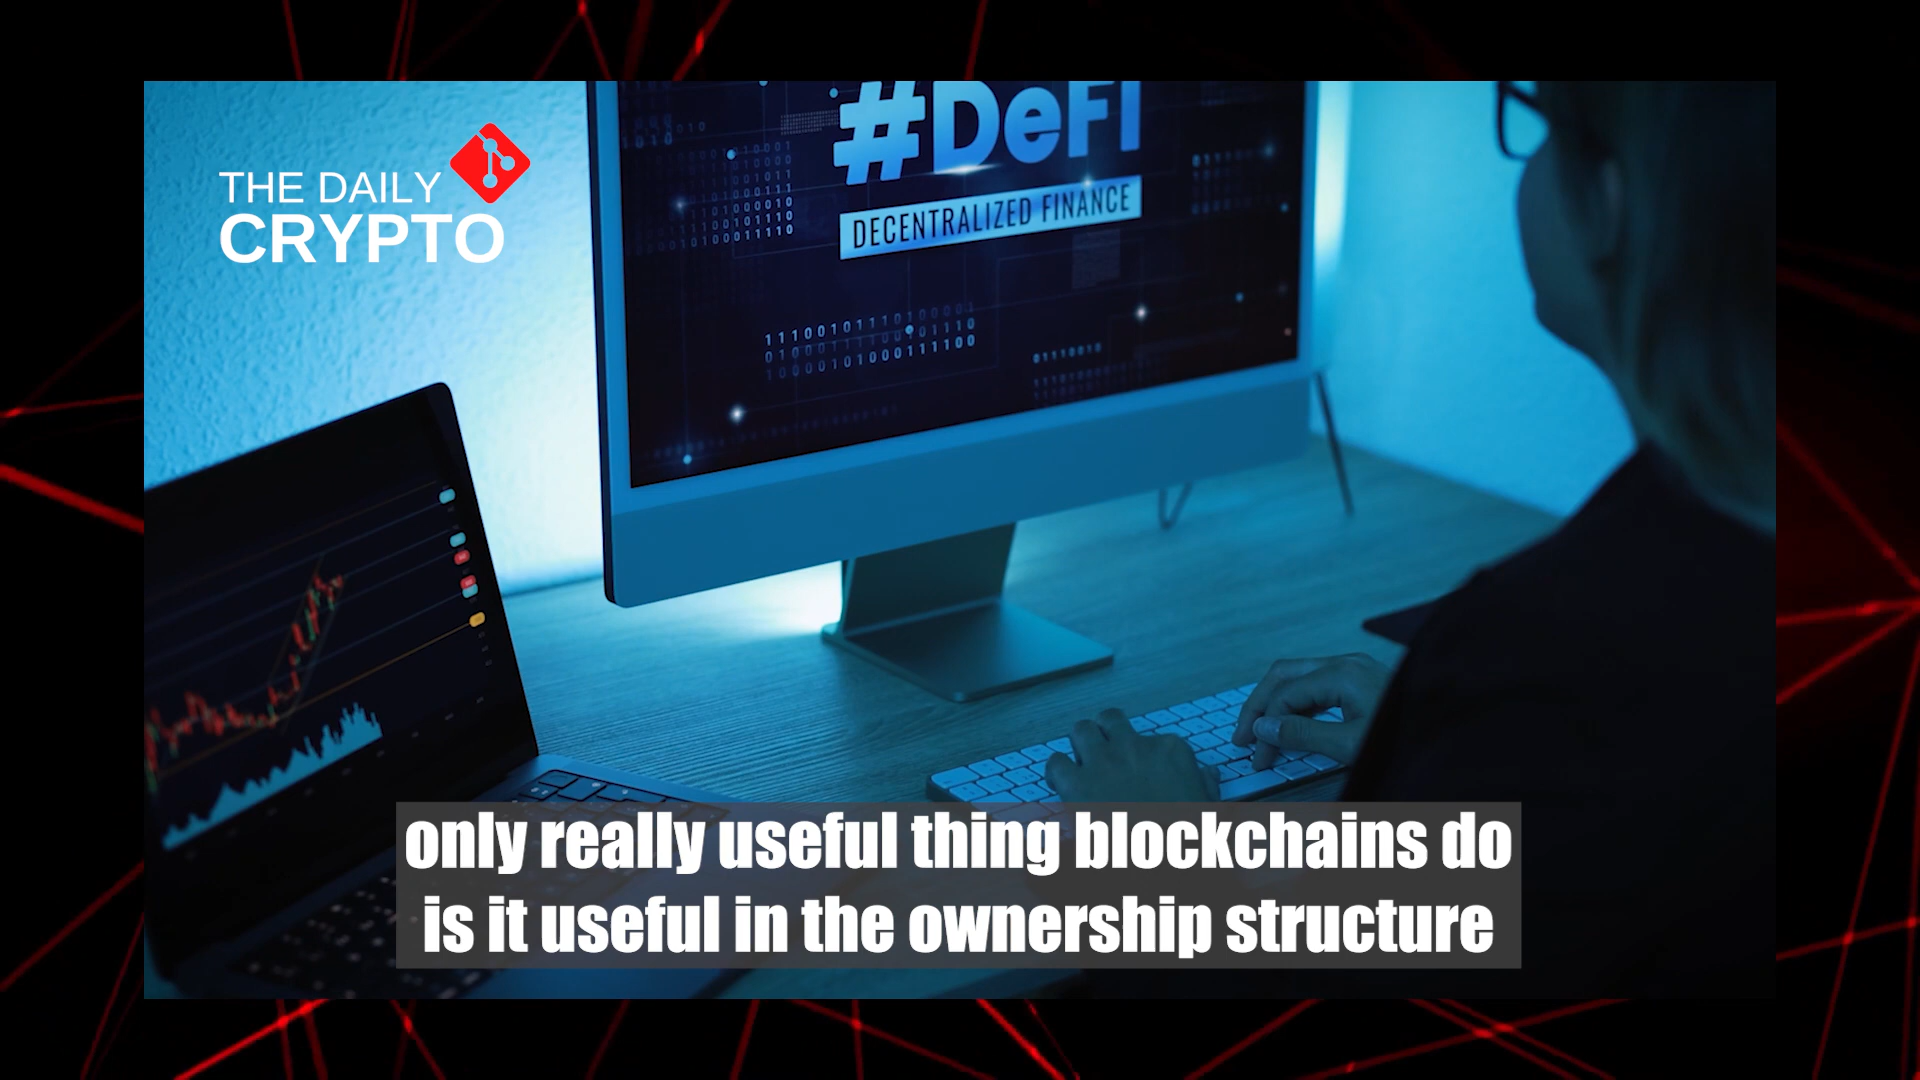 THE DAILY
CRYPTO
#DeFi
DECENTRALIZED FINANCE
only really useful thing blockchains do
is it useful in the ownership structure